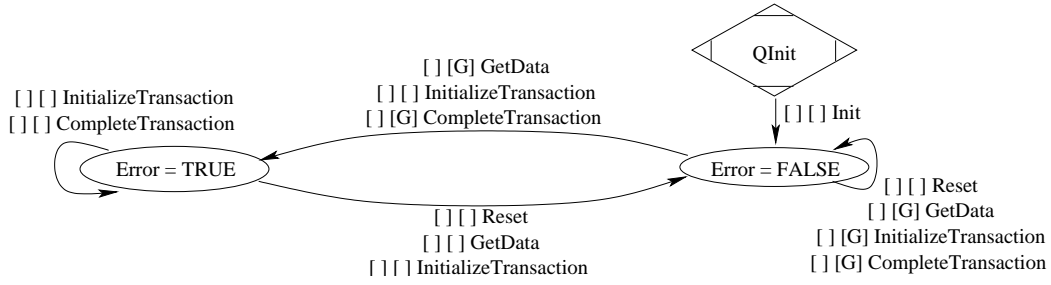 QInit
[ ] [ ] Init
[ ] [G] GetData
[ ] [ ] InitializeTransaction
[ ] [G] CompleteTransaction
[ ] [ ] InitializeTransaction
[ ] [ ] CompleteTransaction
Error = TRUE
Error = FALSE
[ ] [ ] Reset
[ ] [ ] GetData
[ ] [ ] InitializeTransaction
[ ] [ ] Reset
[ ] [G] GetData
[ ] [G] InitializeTransaction
[ ] [G] CompleteTransaction